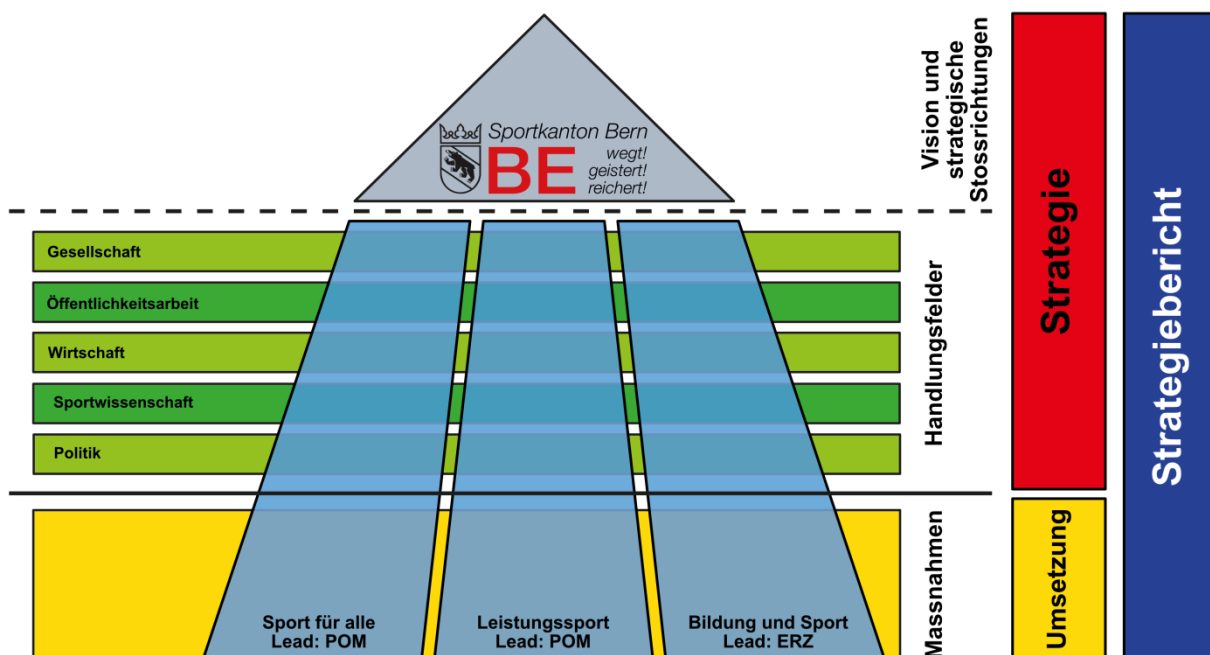 Sportkanton Bern
BE
wegt!
geistert!
reichert!
Vision und
strategische
Stossrichtungen
Gesellschaft
Öffentlichkeitsarbeit
Wirtschaft
Sportwissenschaft
Politik
Handlungsfelder
Sport für alle
Lead: POM
Leistungssport
Lead: POM
Bildung und Sport
Lead: ERZ
Massnahmen
Strategie
Umsetzung
Strategiebericht